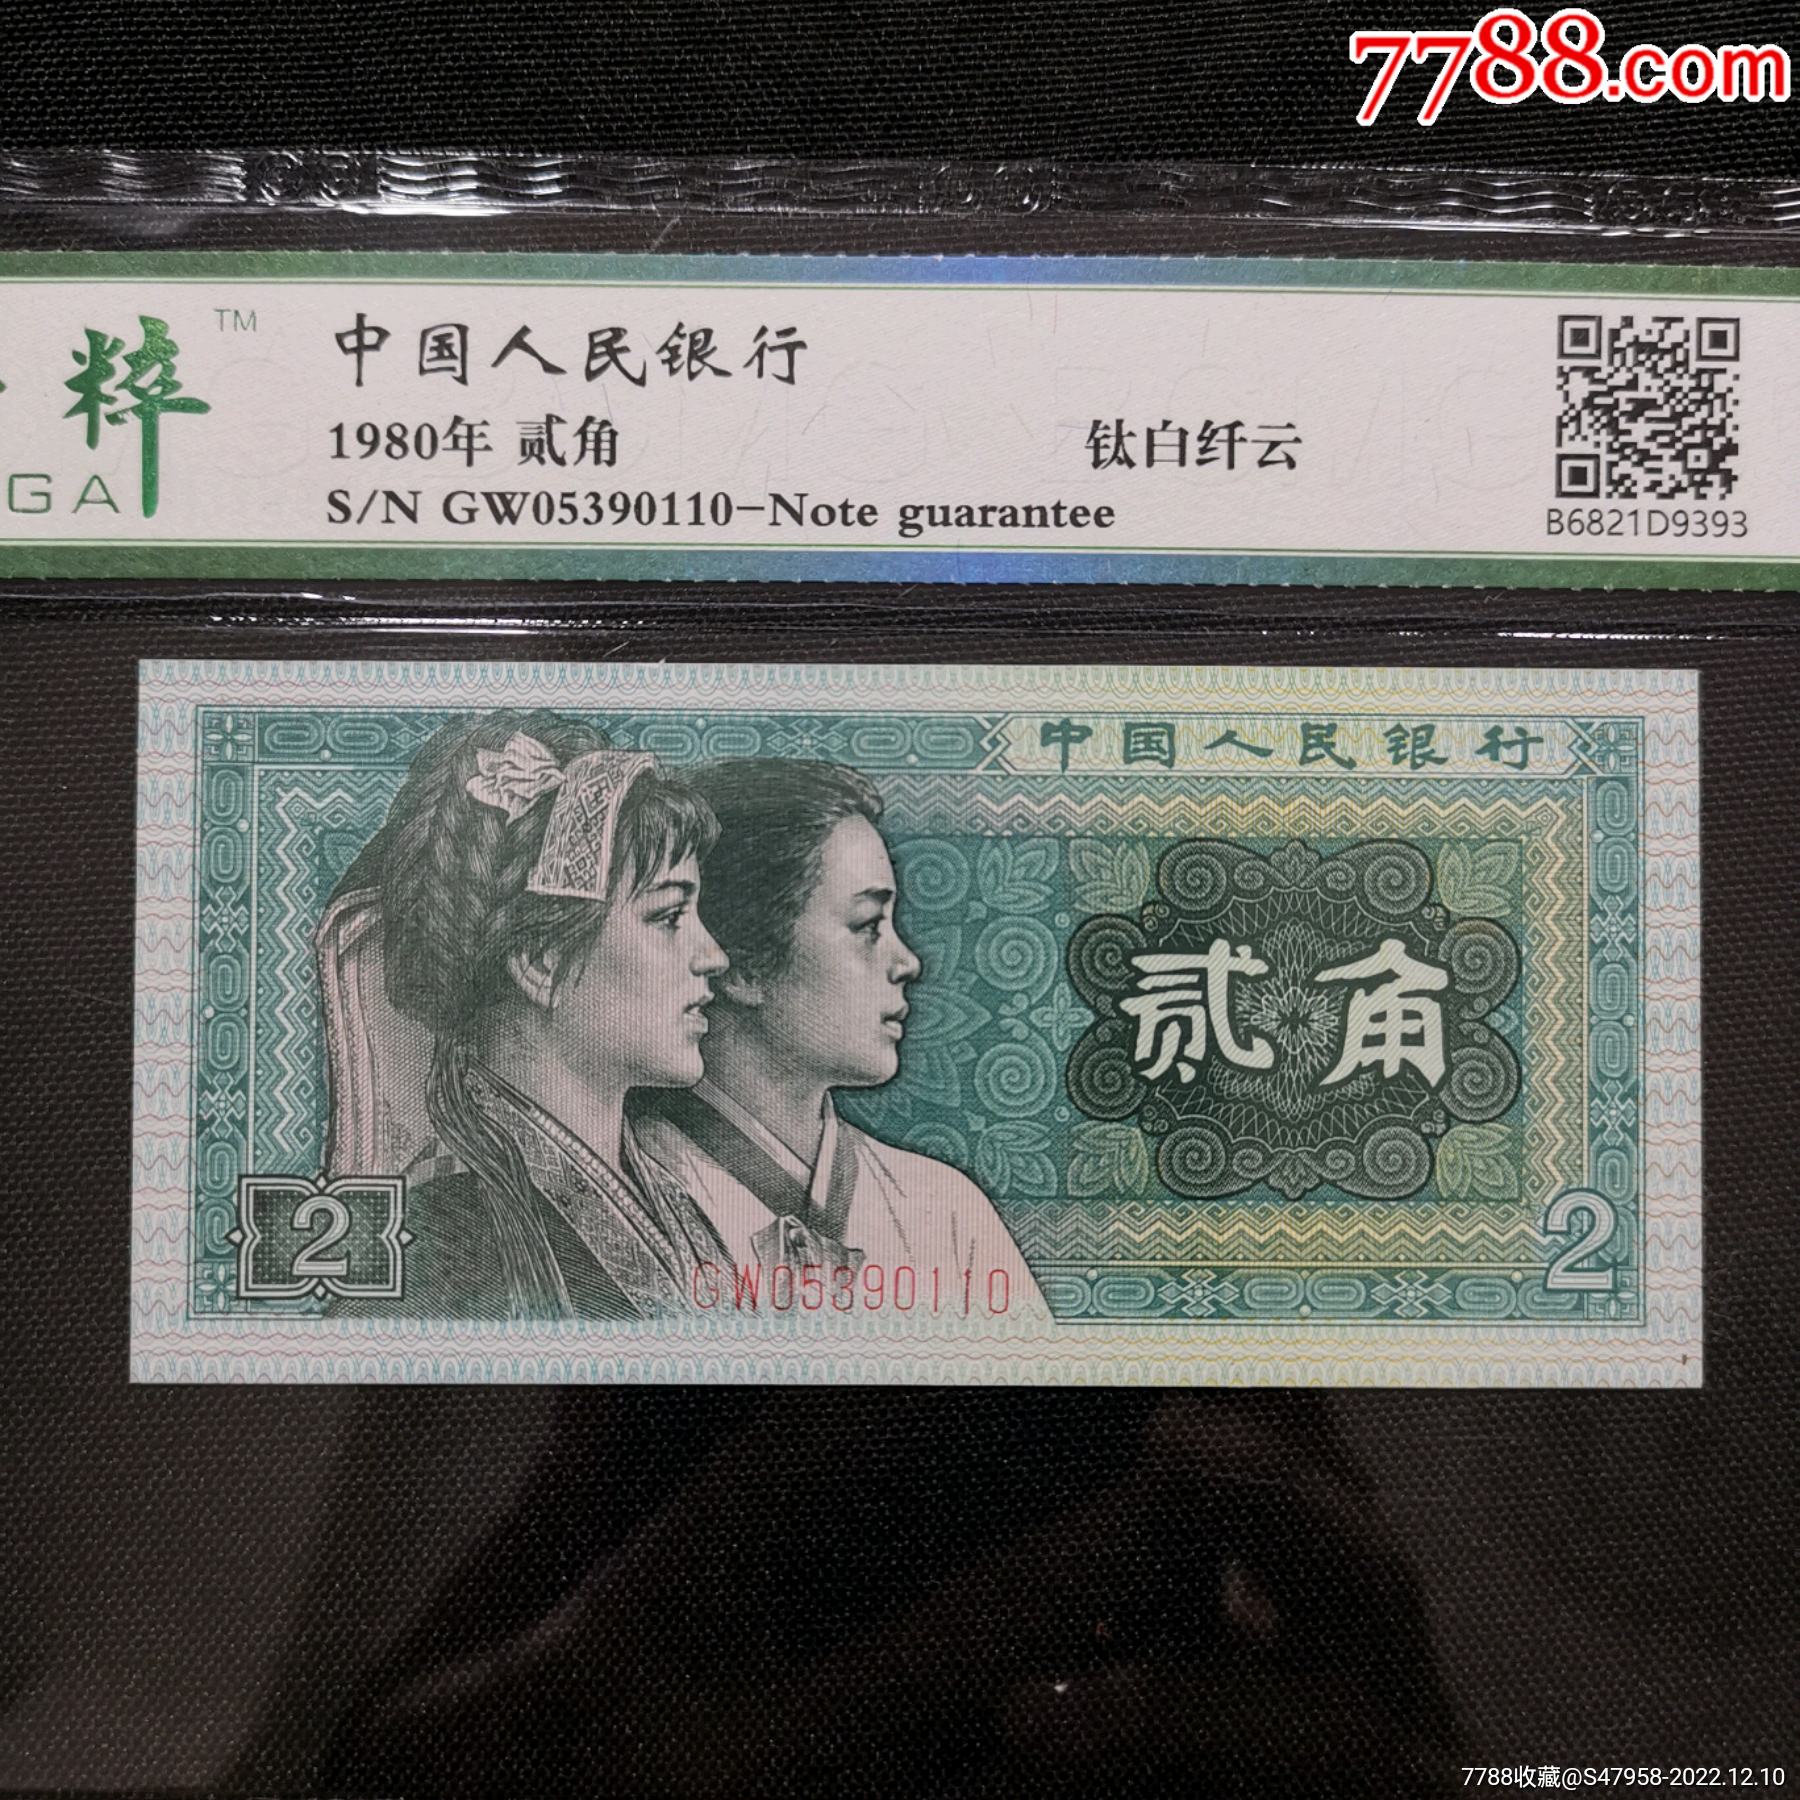 7788.com
粹 TM
GA
中国人民银行
1980年 贰角
钛白纤云
S/N GW05390110-Note guarantee
B6821D9393
中国人民银行
贰角
2
2
GW05390110
7788收藏@S47958-2022.12.10